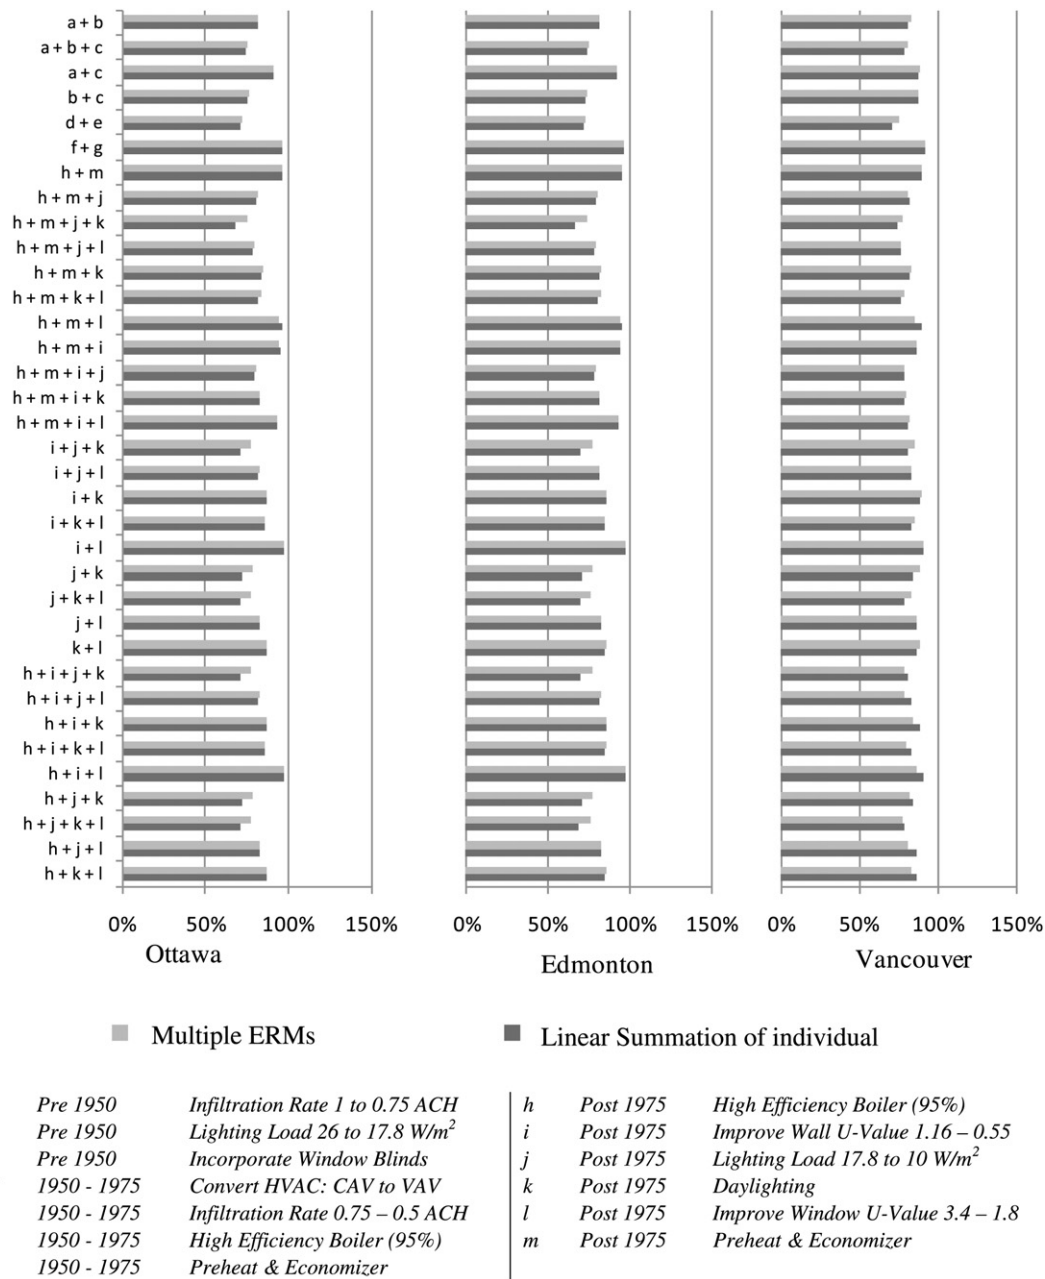 a + b
a + b + c
a + c
b + c
d + e
f + g
h + m
h + m + j
h + m + j + k
h + m + j + l
h + m + k
h + m + k + l
h + m + l
h + m + i
h + m + i + j
h + m + i + k
h + m + i + l
i + j + k
i + j + l
i + k
i + k + l
i + l
j + k
j + k + l
j + l
k + l
h + i + j + k
h + i + j + l
h + i + k
h + i + k + l
h + i + l
h + j + k
h + j + k + l
h + j + l
h + k + l
0% 50% 100% 150% 0% 50% 100% 150% 0% 50% 100% 150%
Ottawa Edmonton Vancouver
Multiple ERMs Linear Summation of individual
Pre 1950 Infiltration Rate 1 to 0.75 ACH h Post 1975 High Efficiency Boiler (95%)
Pre 1950 Lighting Load 26 to 17.8 W/m² i Post 1975 Improve Wall U-Value 1.16 – 0.55
Pre 1950 Incorporate Window Blinds j Post 1975 Lighting Load 17.8 to 10 W/m²
1950 - 1975 Convert HVAC: CAV to VAV k Post 1975 Daylighting
1950 - 1975 Infiltration Rate 0.75 – 0.5 ACH l Post 1975 Improve Window U-Value 3.4 – 1.8
1950 - 1975 High Efficiency Boiler (95%) m Post 1975 Preheat & Economizer
1950 - 1975 Preheat & Economizer